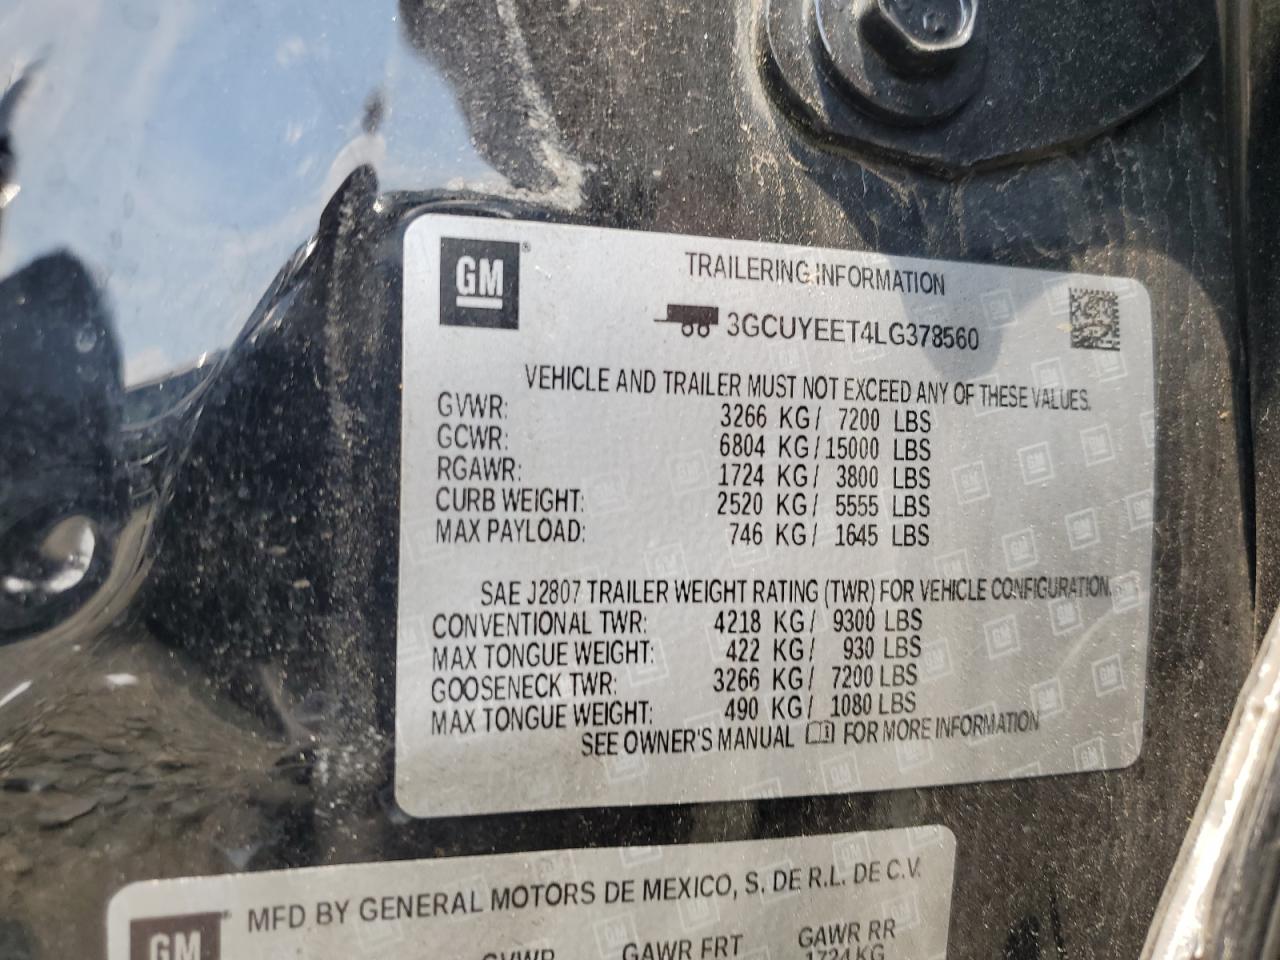 GM
TRAILERING INFORMATION
3GCUYEET4LG378560
VEHICLE AND TRAILER MUST NOT EXCEED ANY OF THESE VALUES.
GVWR: 3266 KG/ 7200 LBS
GCWR: 6804 KG/15000 LBS
RGAWR: 1724 KG/ 3800 LBS
CURB WEIGHT: 2520 KG/ 5555 LBS
MAX PAYLOAD: 746 KG/ 1645 LBS
SAE J2807 TRAILER WEIGHT RATING (TWR) FOR VEHICLE CONFIGURATION.
CONVENTIONAL TWR: 4218 KG/ 9300 LBS
MAX TONGUE WEIGHT: 422 KG/ 930 LBS
GOOSENECK TWR: 3266 KG/ 7200 LBS
MAX TONGUE WEIGHT: 490 KG/ 1080 LBS
SEE OWNER'S MANUAL FOR MORE INFORMATION
GM MFD BY GENERAL MOTORS DE MEXICO, S. DE R.L. DE C.V.
GVWR GAWR FRT GAWR RR
1724 KG